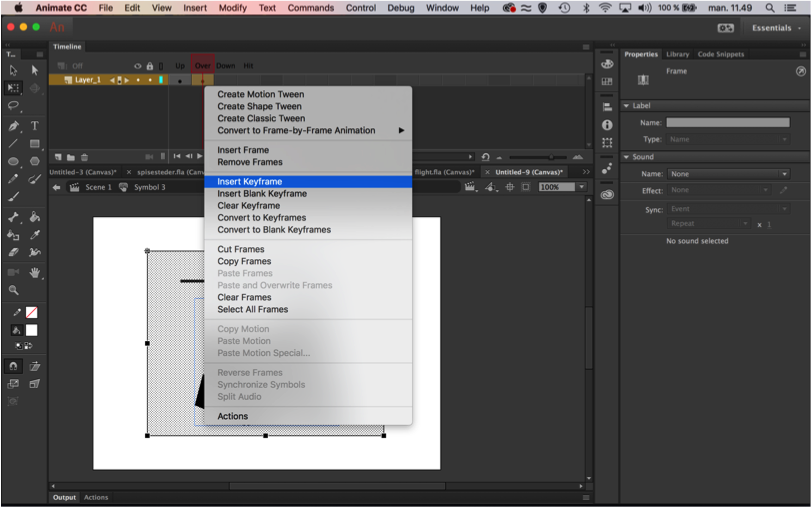 Animate CC File Edit View Insert Modify Text Commands Control Debug Window Help 100 % man. 11.49
An Essentials
T...
Timeline
Properties Library Code Snippets
Off Up Over Down Hit
Layer_1
Frame
Label
Name:
Type: Name
Sound
Name: None
Effect: None
Sync: Event
Repeat x 1
No sound selected
Create Motion Tween
Create Shape Tween
Create Classic Tween
Convert to Frame-by-Frame Animation
Insert Frame
Remove Frames
Insert Keyframe
Insert Blank Keyframe
Clear Keyframe
Convert to Keyframes
Convert to Blank Keyframes
Cut Frames
Copy Frames
Paste Frames
Paste and Overwrite Frames
Clear Frames
Select All Frames
Copy Motion
Paste Motion
Paste Motion Special...
Reverse Frames
Synchronize Symbols
Split Audio
Actions
Untitled-3 (Canvas)* × spisesteder.fla (Can flight.fla (Canvas)* × Untitled-9 (Canvas)*
Scene 1 Symbol 3 100%
Output Actions